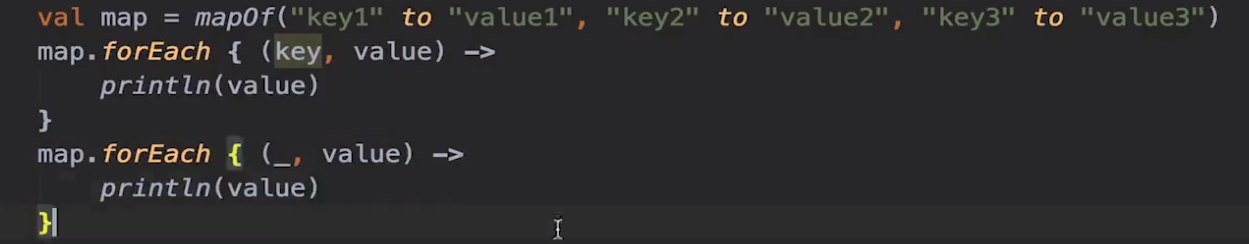 val map = mapOf("key1" to "value1", "key2" to "value2", "key3" to "value3")
map.forEach { (key, value) ->
    println(value)
}
map.forEach { (_, value) ->
    println(value)
}